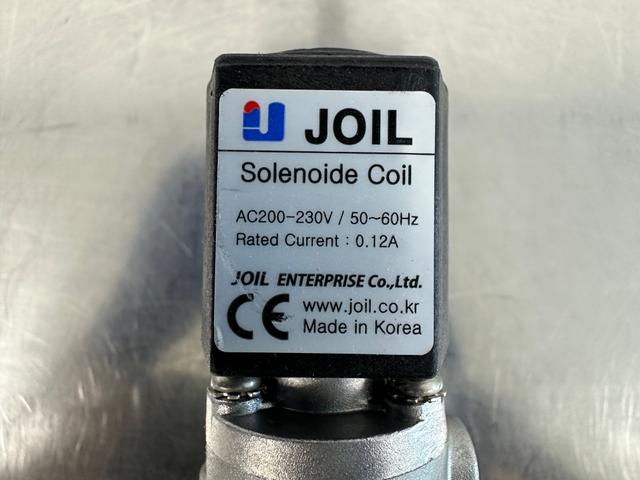 JOIL
Solenoide Coil
AC200-230V / 50~60Hz
Rated Current : 0.12A
JOIL ENTERPRISE Co.,Ltd.
CE www.joil.co.kr
Made in Korea